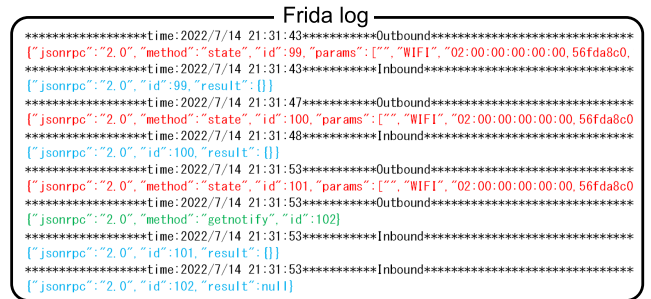 Frida log
******************time:2022/7/14 21:31:43***********Outbound*******************************
{"jsonrpc":"2.0","method":"state","id":99,"params":["","WIFI","02:00:00:00:00:00,56fda8c0,
******************time:2022/7/14 21:31:43***********Inbound********************************
{"jsonrpc":"2.0","id":99,"result":{}}
******************time:2022/7/14 21:31:47***********Outbound*******************************
{"jsonrpc":"2.0","method":"state","id":100,"params":["","WIFI","02:00:00:00:00:00,56fda8c0
******************time:2022/7/14 21:31:48***********Inbound********************************
{"jsonrpc":"2.0","id":100,"result":{}}
******************time:2022/7/14 21:31:53***********Outbound*******************************
{"jsonrpc":"2.0","method":"state","id":101,"params":["","WIFI","02:00:00:00:00:00,56fda8c0
******************time:2022/7/14 21:31:53***********Outbound*******************************
{"jsonrpc":"2.0","method":"getnotify","id":102}
******************time:2022/7/14 21:31:53***********Inbound********************************
{"jsonrpc":"2.0","id":101,"result":{}}
******************time:2022/7/14 21:31:53***********Inbound********************************
{"jsonrpc":"2.0","id":102,"result":null}